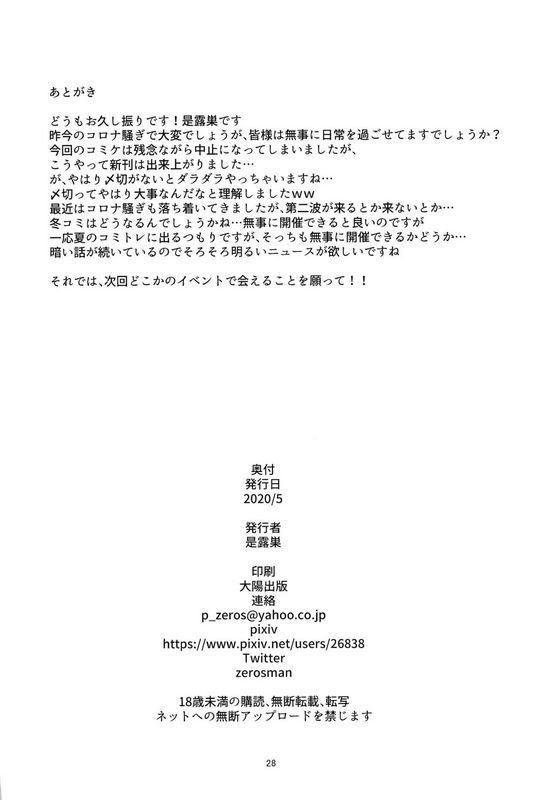 あとがき
どうもお久し振りです！是露巣です
昨今のコロナ騒ぎで大変でしょうが、皆様は無事に日常を過ごせてますでしょうか？
今回のコミケは残念ながら中止になってしまいましたが、
こうやって新刊は出来上がりました…
が、やはり〆切がないとダラダラやっちゃいますね…
〆切ってやはり大事なんだなと理解しましたｗｗ
最近はコロナ騒ぎも落ち着いてきましたが、第二波が来るとか来ないとか…
冬コミはどうなるんでしょうかね…無事に開催できると良いのですが
一応夏のコミトレに出るつもりですが、そっちも無事に開催できるかどうか…
暗い話が続いているのでそろそろ明るいニュースが欲しいですね
それでは、次回どこかのイベントで会えることを願って！！
奥付
発行日
2020/5
発行者
是露巣
印刷
大陽出版
連絡
p_zeros@yahoo.co.jp
pixiv
https://www.pixiv.net/users/26838
Twitter
zerosman
18歳未満の購読、無断転載、転写
ネットへの無断アップロードを禁じます
28